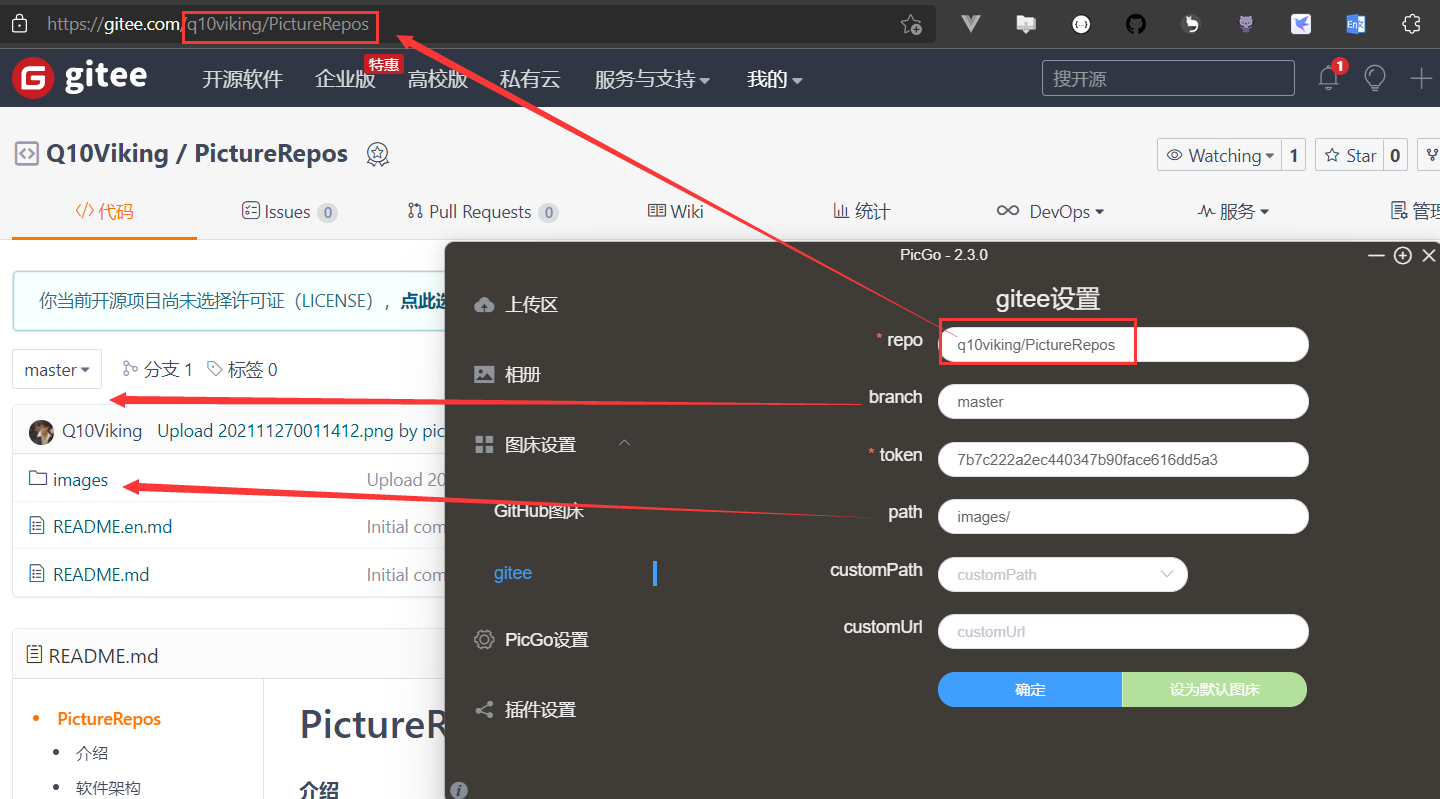 https://gitee.com/q10viking/PictureRepos
gitee
开源软件
企业版
特惠
高校版
私有云
服务与支持
我的
搜开源
1
Q10Viking / PictureRepos
Watching
1
Star
0
代码
Issues 0
Pull Requests 0
Wiki
统计
DevOps
服务
管理
你当前开源项目尚未选择许可证（LICENSE），点此选
master
分支 1
标签 0
Q10Viking Upload 202111270011412.png by pic
images Upload 20
README.en.md Initial com
README.md Initial com
README.md
PictureRepos
介绍
软件架构
PictureR
介绍
PicGo - 2.3.0
上传区
相册
图床设置
GitHub图床
gitee
PicGo设置
插件设置
gitee设置
* repo q10viking/PictureRepos
branch master
* token 7b7c222a2ec440347b90face616dd5a3
path images/
customPath customPath
customUrl customUrl
确定
设为默认图床